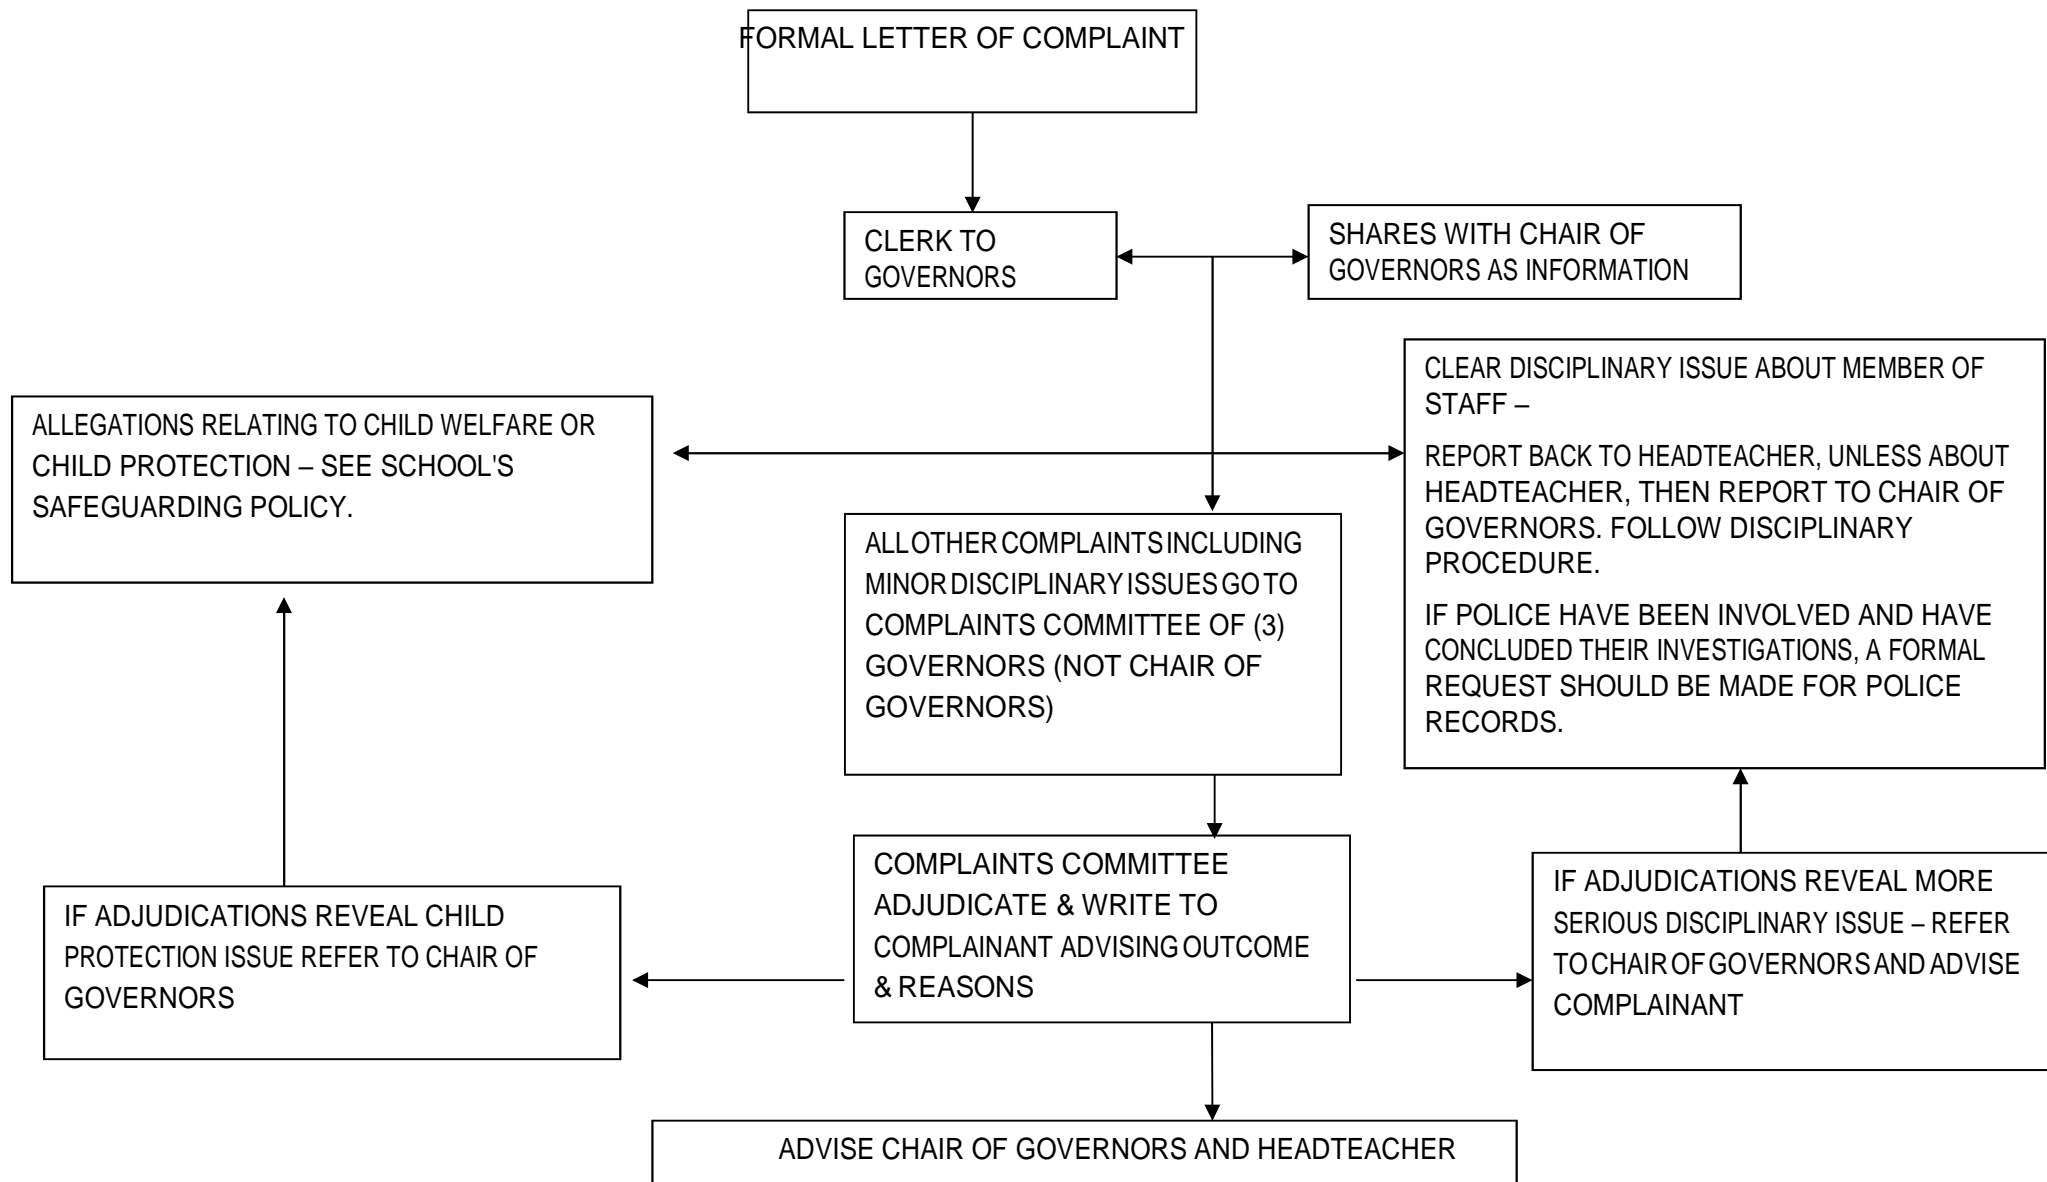 FORMAL LETTER OF COMPLAINT
CLERK TO
GOVERNORS
SHARES WITH CHAIR OF
GOVERNORS AS INFORMATION
ALLEGATIONS RELATING TO CHILD WELFARE OR
CHILD PROTECTION – SEE SCHOOL'S
SAFEGUARDING POLICY.
CLEAR DISCIPLINARY ISSUE ABOUT MEMBER OF
STAFF –
REPORT BACK TO HEADTEACHER, UNLESS ABOUT
HEADTEACHER, THEN REPORT TO CHAIR OF
GOVERNORS. FOLLOW DISCIPLINARY
PROCEDURE.
IF POLICE HAVE BEEN INVOLVED AND HAVE
CONCLUDED THEIR INVESTIGATIONS, A FORMAL
REQUEST SHOULD BE MADE FOR POLICE
RECORDS.
ALL OTHER COMPLAINTS INCLUDING
MINOR DISCIPLINARY ISSUES GO TO
COMPLAINTS COMMITTEE OF (3)
GOVERNORS (NOT CHAIR OF
GOVERNORS)
IF ADJUDICATIONS REVEAL CHILD
PROTECTION ISSUE REFER TO CHAIR OF
GOVERNORS
COMPLAINTS COMMITTEE
ADJUDICATE & WRITE TO
COMPLAINANT ADVISING OUTCOME
& REASONS
IF ADJUDICATIONS REVEAL MORE
SERIOUS DISCIPLINARY ISSUE – REFER
TO CHAIR OF GOVERNORS AND ADVISE
COMPLAINANT
ADVISE CHAIR OF GOVERNORS AND HEADTEACHER